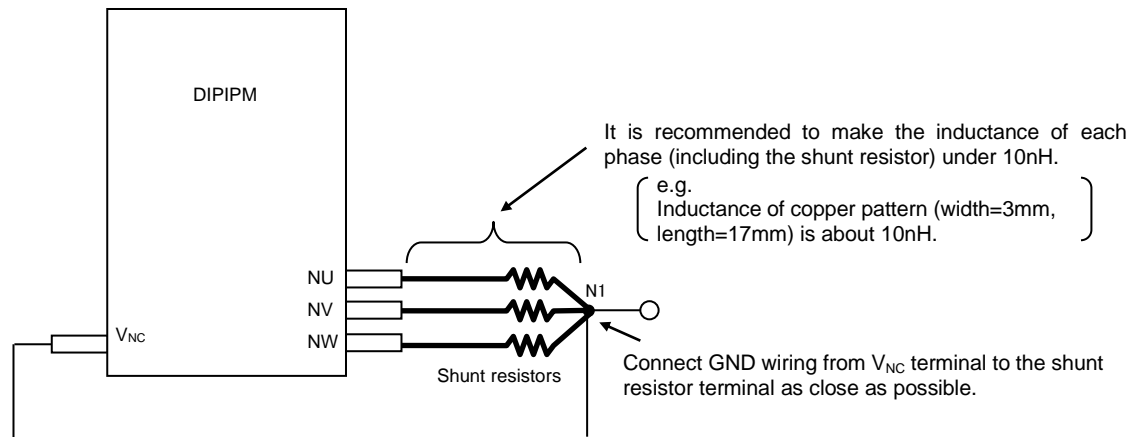 DIPIPM
It is recommended to make the inductance of each
phase (including the shunt resistor) under 10nH.
e.g.
Inductance of copper pattern (width=3mm,
length=17mm) is about 10nH.
NU
N1
NV
VNC
NW
Shunt resistors
Connect GND wiring from VNC terminal to the shunt
resistor terminal as close as possible.